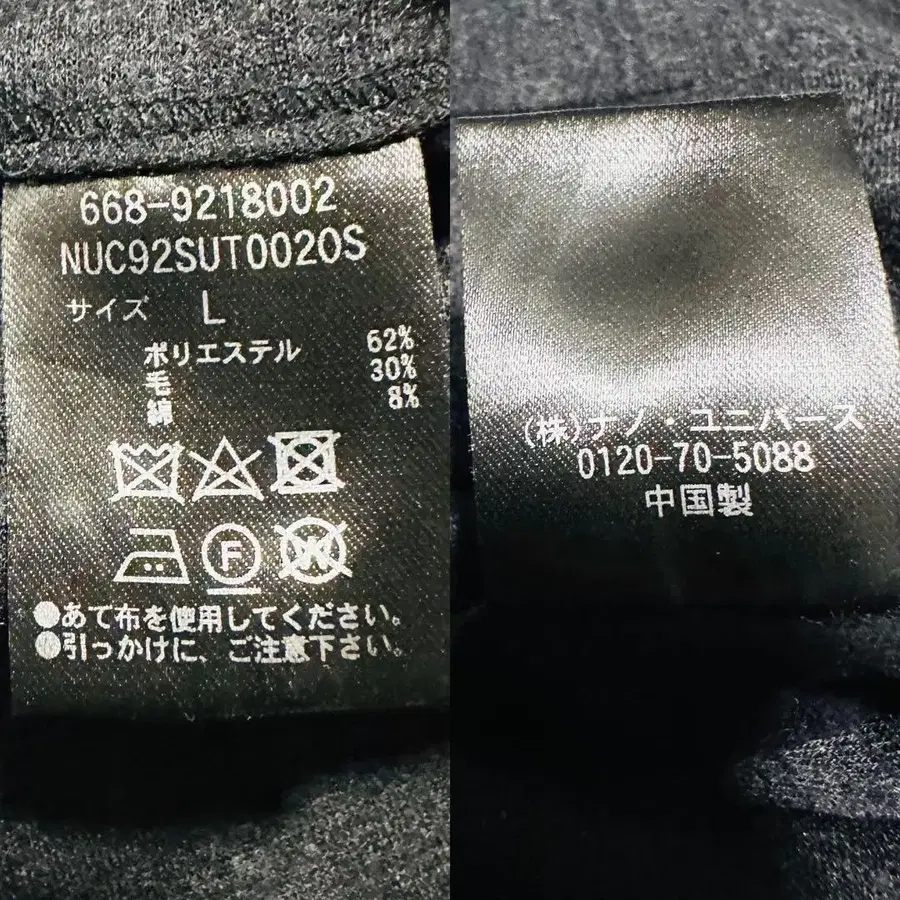 668-9218002
NUC92SUT0020S
サイズ L
ポリエステル 62%
毛 30%
綿 8%
F
W
●あて布を使用してください。
●引っかけに、ご注意下さい。
(株)ナノ・ユニバース
0120-70-5088
中国製